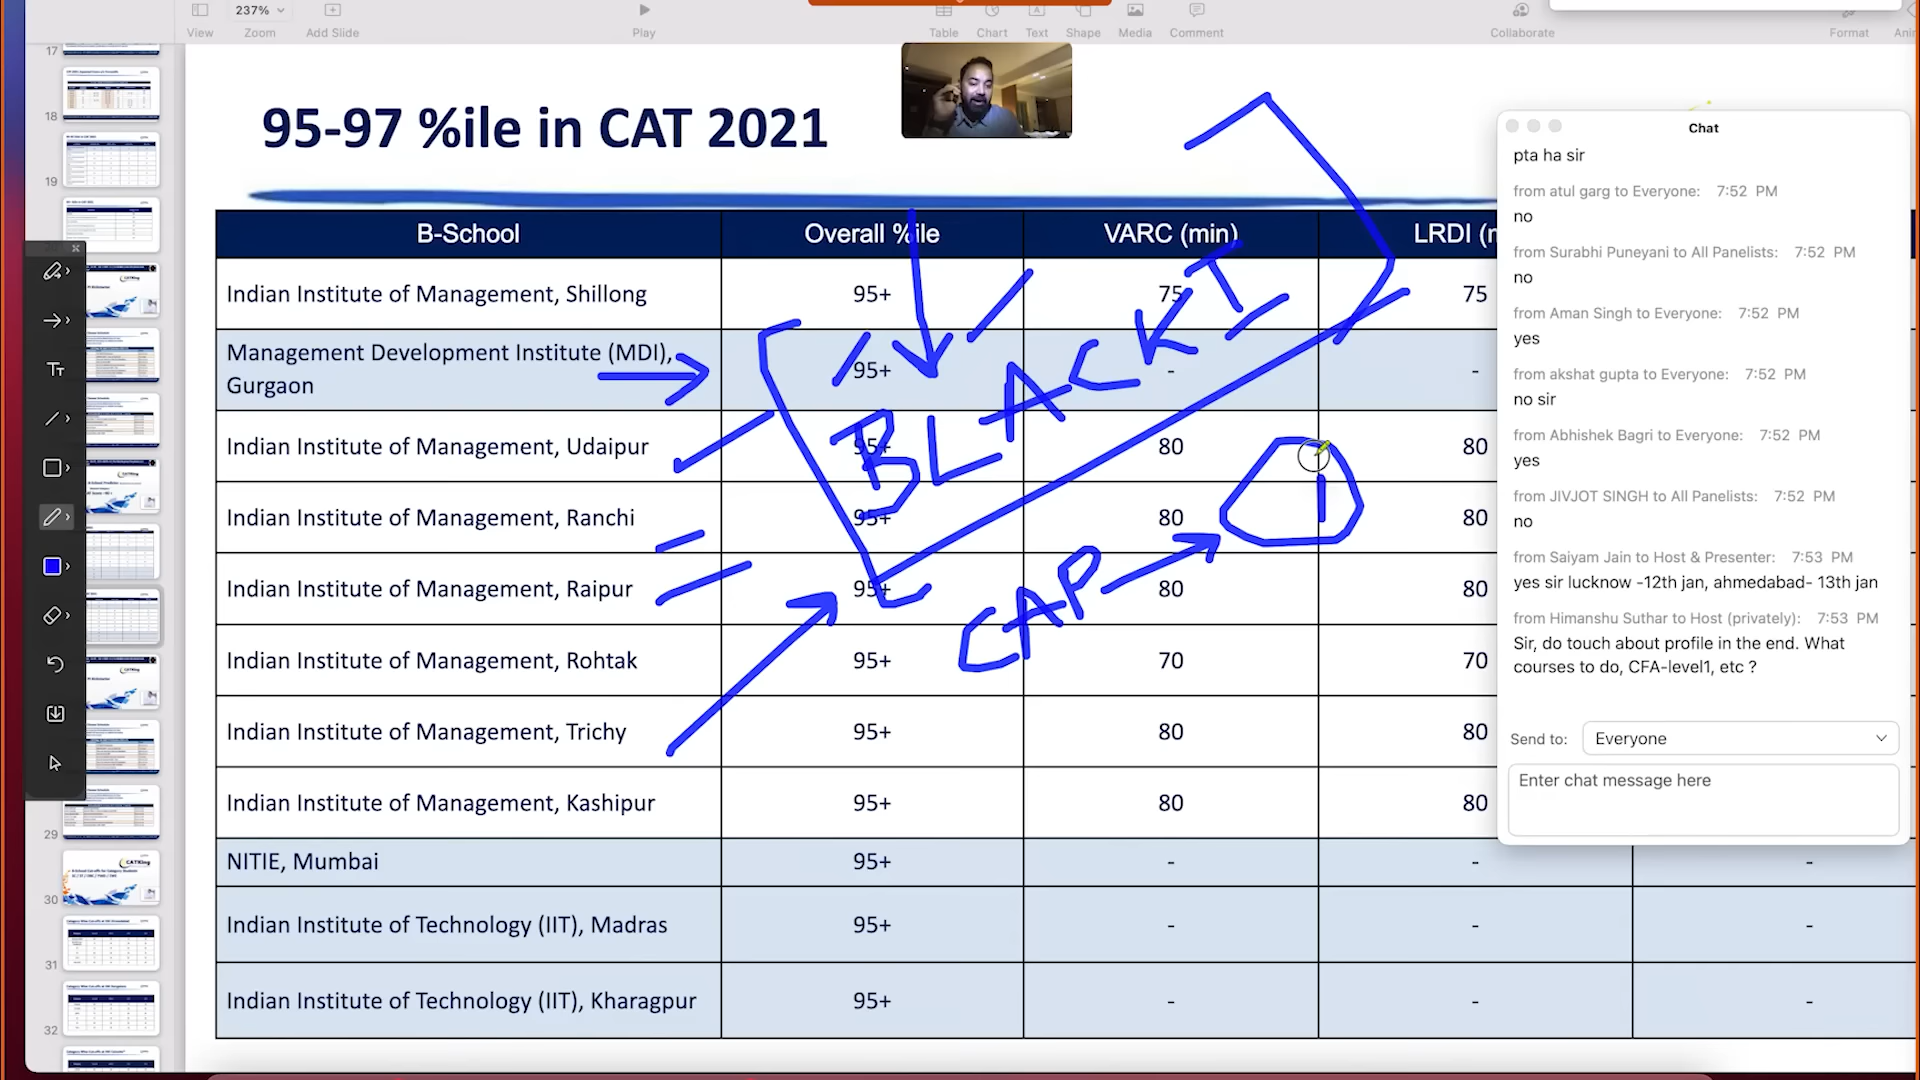 237%
View
Zoom
Add Slide
Play
Table
Chart
Text
Shape
Media
Comment
Collaborate
Format
95-97 %ile in CAT 2021
B-School Overall %ile VARC (min)
Indian Institute of Management, Shillong 95+ 75 75
Management Development Institute (MDI), Gurgaon 95+ - -
Indian Institute of Management, Udaipur 95+ 80 80
Indian Institute of Management, Ranchi 95+ 80 80
Indian Institute of Management, Raipur 95+ 80 80
Indian Institute of Management, Rohtak 95+ 70 70
Indian Institute of Management, Trichy 95+ 80 80
Indian Institute of Management, Kashipur 95+ 80 80
NITIE, Mumbai 95+ - - -
Indian Institute of Technology (IIT), Madras 95+ - - -
Indian Institute of Technology (IIT), Kharagpur 95+ - - -
BLACKI
CAP
1
Chat
pta ha sir
from atul garg to Everyone: 7:52 PM
no
from Surabhi Puneyani to All Panelists: 7:52 PM
no
from Aman Singh to Everyone: 7:52 PM
yes
from akshat gupta to Everyone: 7:52 PM
no sir
from Abhishek Bagri to Everyone: 7:52 PM
yes
from JIVJOT SINGH to All Panelists: 7:52 PM
no
from Saiyam Jain to Host & Presenter: 7:53 PM
yes sir lucknow -12th jan, ahmedabad- 13th jan
from Himanshu Suthar to Host (privately): 7:53 PM
Sir, do touch about profile in the end. What
courses to do, CFA-level1, etc ?
Send to: Everyone
Enter chat message here
17
18
19
29
30
31
32